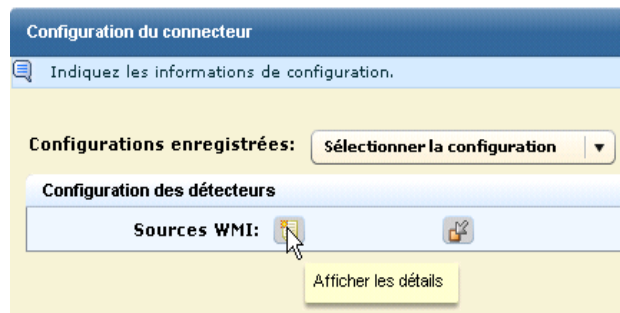 Configuration du connecteur
Indiquez les informations de configuration.
Configurations enregistrées: Sélectionner la configuration
Configuration des détecteurs
Sources WMI:
Afficher les détails